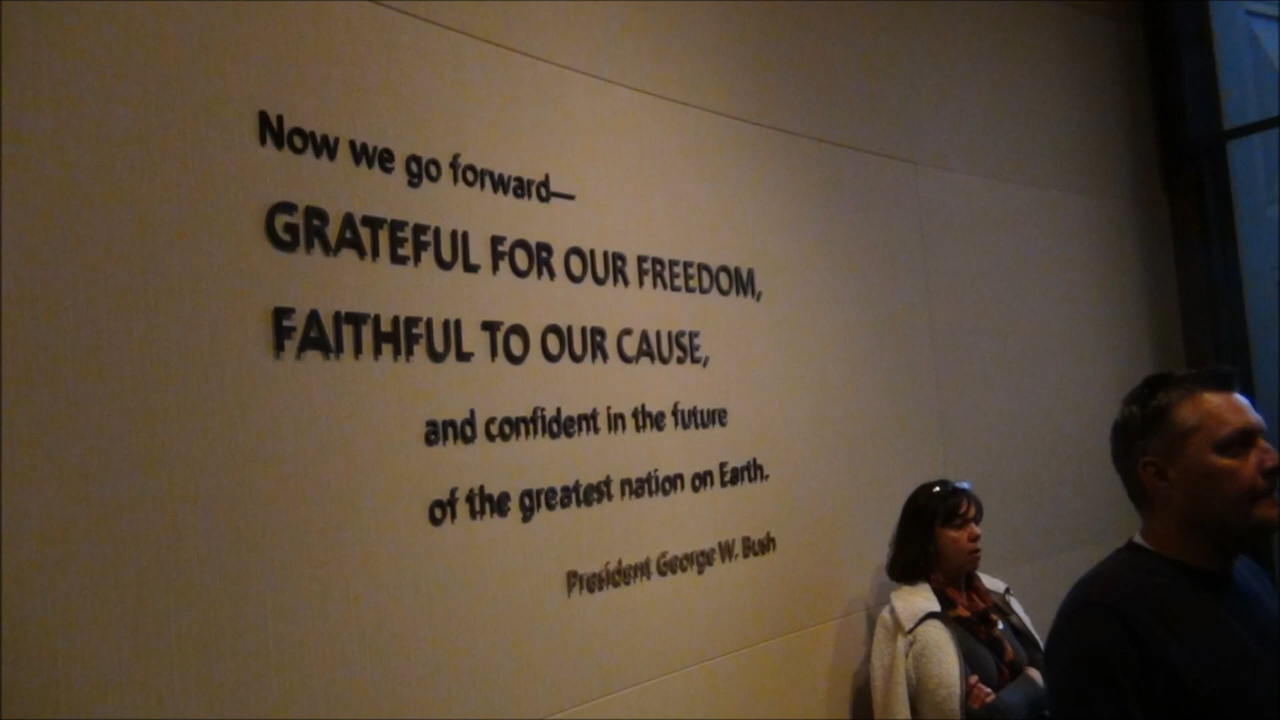 Now we go forward—
GRATEFUL FOR OUR FREEDOM,
FAITHFUL TO OUR CAUSE,
and confident in the future
of the greatest nation on Earth.
President George W. Bush